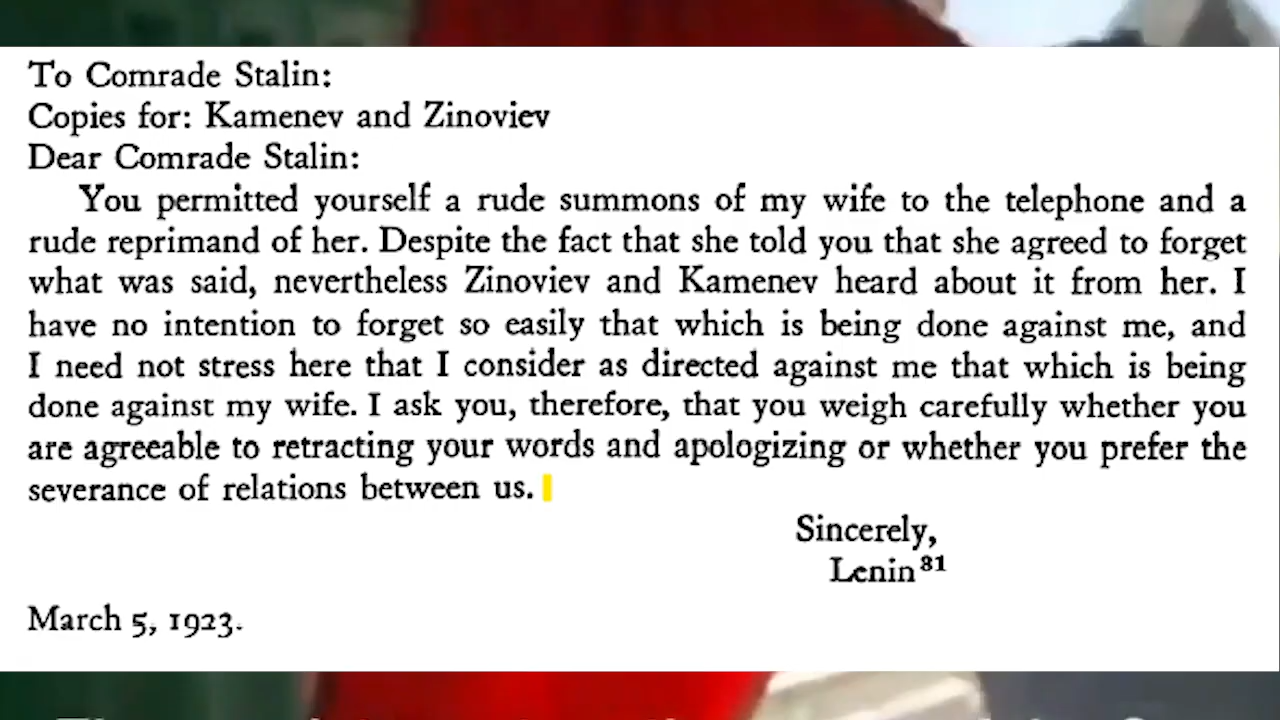 To Comrade Stalin:
Copies for: Kamenev and Zinoviev
Dear Comrade Stalin:
You permitted yourself a rude summons of my wife to the telephone and a
rude reprimand of her. Despite the fact that she told you that she agreed to forget
what was said, nevertheless Zinoviev and Kamenev heard about it from her. I
have no intention to forget so easily that which is being done against me, and
I need not stress here that I consider as directed against me that which is being
done against my wife. I ask you, therefore, that you weigh carefully whether you
are agreeable to retracting your words and apologizing or whether you prefer the
severance of relations between us.
Sincerely,
Lenin⁸¹
March 5, 1923.